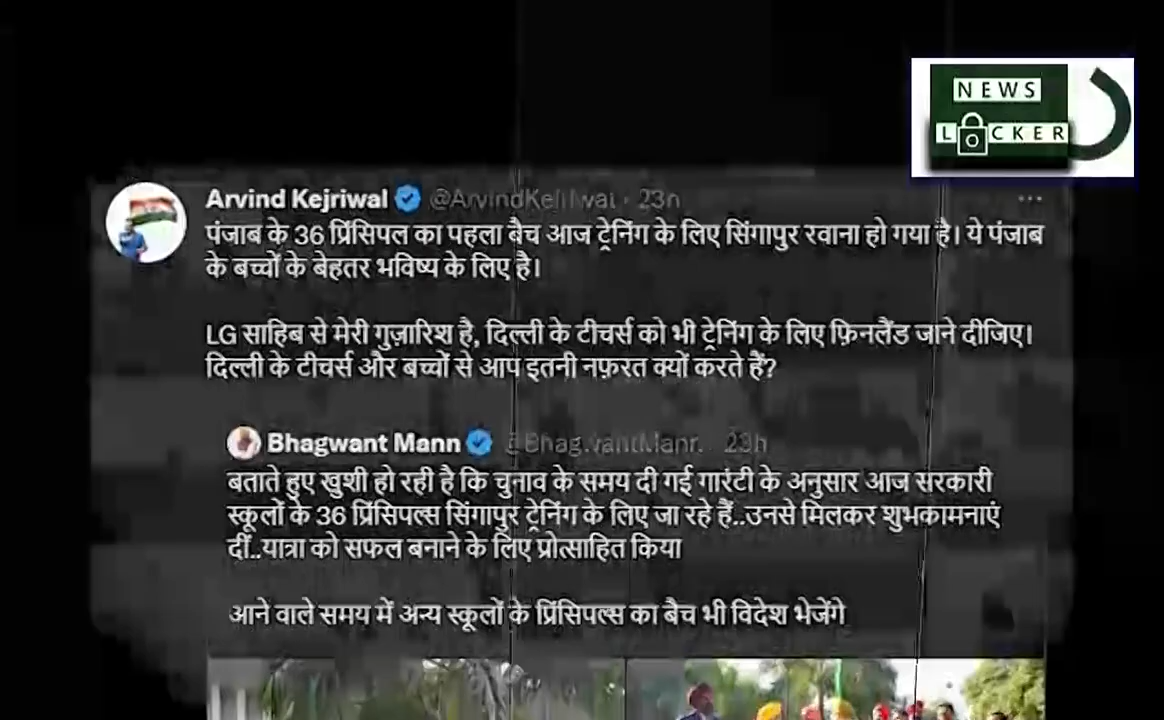 NEWS
LOCKER
Arvind Kejriwal
पंजाब के 36 प्रिंसिपल का पहला बैच आज ट्रेनिंग के लिए सिंगापुर रवाना हो गया है। ये पंजाब
के बच्चों के बेहतर भविष्य के लिए है।
LG साहिब से मेरी गुज़ारिश है, दिल्ली के टीचर्स को भी ट्रेनिंग के लिए फ़िनलैंड जाने दीजिए।
दिल्ली के टीचर्स और बच्चों से आप इतनी नफ़रत क्यों करते हैं?
Bhagwant Mann 23h
बताते हुए खुशी हो रही है कि चुनाव के समय दी गई गारंटी के अनुसार आज सरकारी
स्कूलों के 36 प्रिंसिपल्स सिंगापुर ट्रेनिंग के लिए जा रहे हैं..उनसे मिलकर शुभकामनाएं
दीं..यात्रा को सफल बनाने के लिए प्रोत्साहित किया
आने वाले समय में अन्य स्कूलों के प्रिंसिपल्स का बैच भी विदेश भेजेंगे